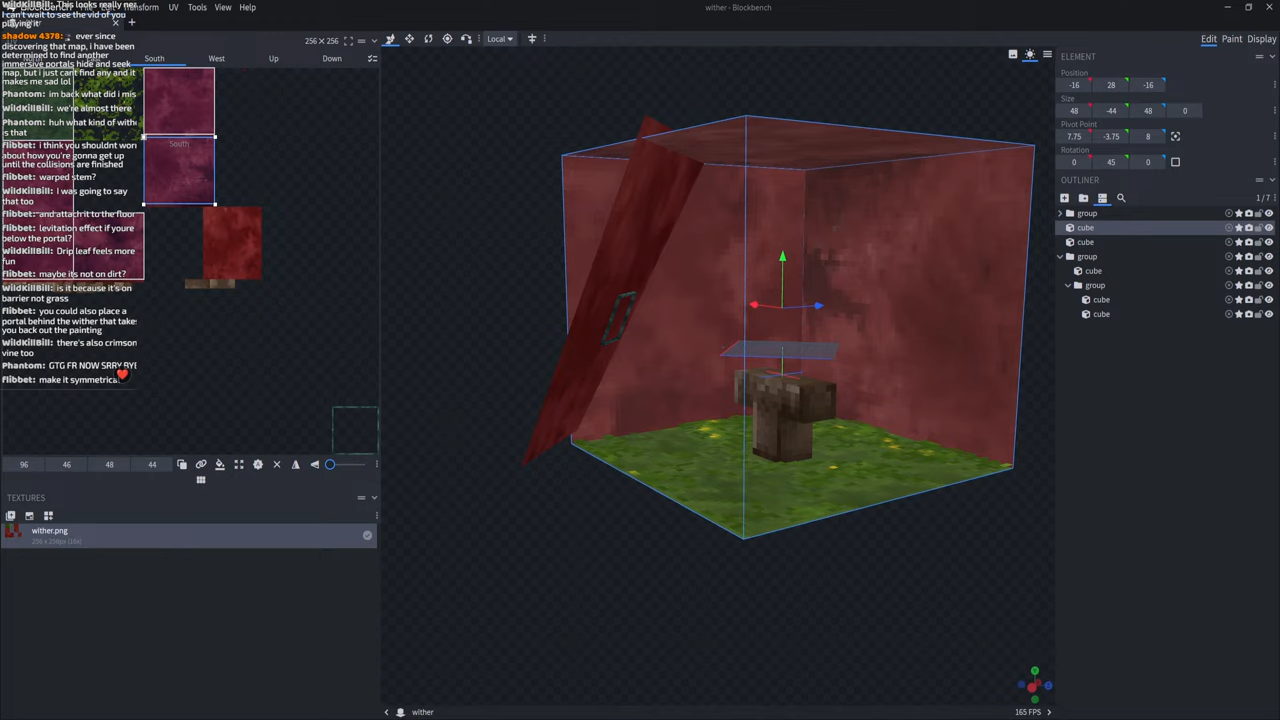 WildKillBill: This looks really ne
I can't wait to see the vid of you
playing it
shadow 4378: ever since
discovering that map, i have been
determined to find another
immersive portals hide and seek
map, but i just cant find any and it
makes me sad lol
Phantom: im back what did i mis
WildKillBill: we're almost there
Phantom: huh what kind of withe
is that
Flibbet: i think you shouldnt worr
about how you're gonna get up
until the collisions are finished
Flibbet: warped stem?
WildKillBill: I was going to say
that too
Flibbet: and attach it to the floor
Flibbet: levitation effect if youre
below the portal?
WildKillBill: Drip leaf feels more
fun
Flibbet: maybe its not on dirt?
WildKillBill: is it because it's on
barrier not grass
Flibbet: you could also place a
portal behind the wither that takes
you back out the painting
WildKillBill: there's also crimson
vine too
Phantom: GTG FR NOW SRRY BYE
Flibbet: make it symmetrical
Transform UV Tools View Help
wither - Blockbench
256 × 256
South West Up Down
South
96 46 48 44
TEXTURES
wither.png
256 x 256px (16x)
Local
Edit Paint Display
ELEMENT
Position
-16 28 -16
Size
48 -44 48 0
Pivot Point
7.75 -3.75 8
Rotation
0 45 0
OUTLINER
1/7
group
cube
cube
group
cube
group
cube
cube
wither
165 FPS